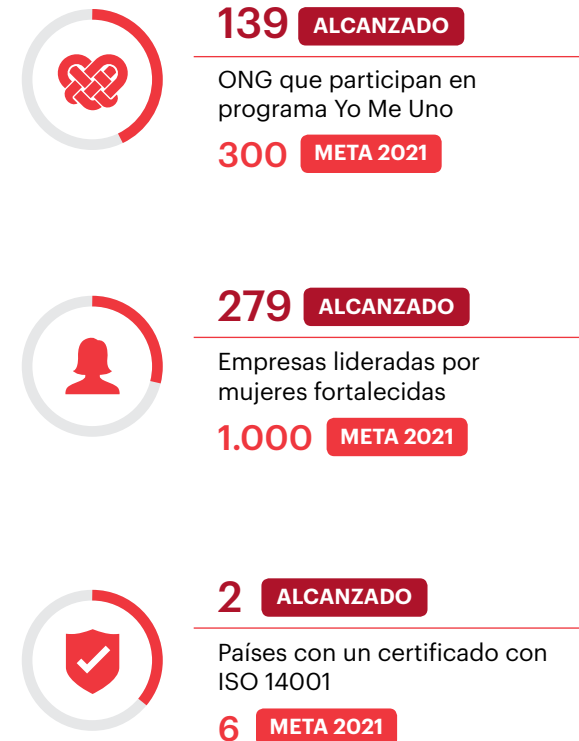 139 ALCANZADO
ONG que participan en
programa Yo Me Uno
300 META 2021
279 ALCANZADO
Empresas lideradas por
mujeres fortalecidas
1.000 META 2021
2 ALCANZADO
Países con un certificado con
ISO 14001
6 META 2021